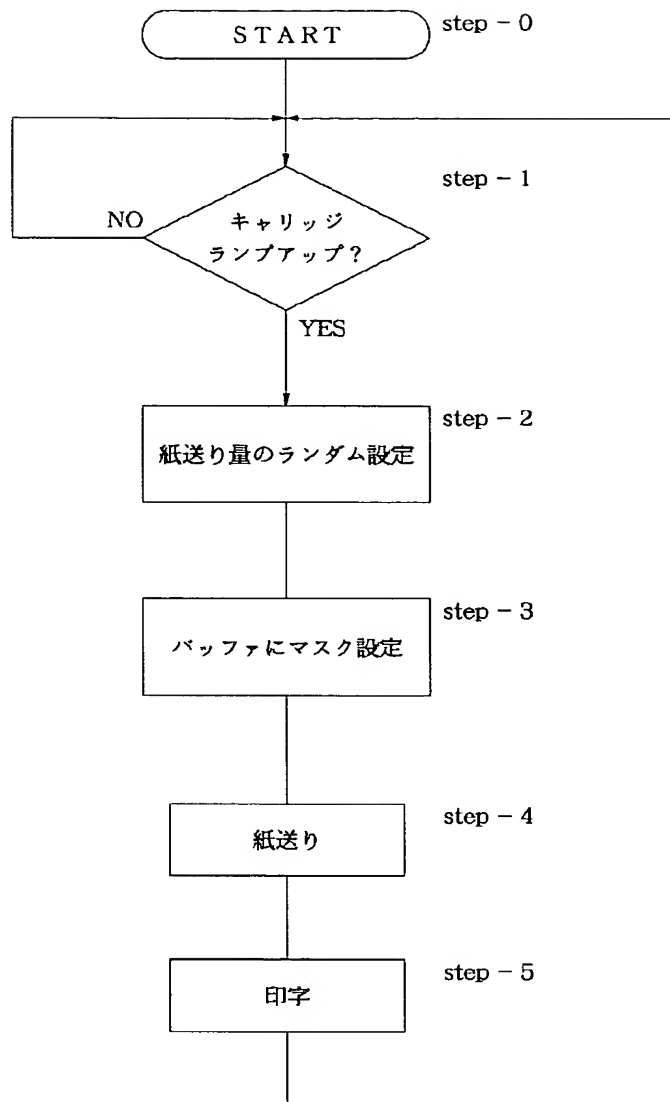 START
step - 0
step - 1
NO
キャリッジ
ランプアップ?
YES
step - 2
紙送り量のランダム設定
step - 3
バッファにマスク設定
step - 4
紙送り
step - 5
印字